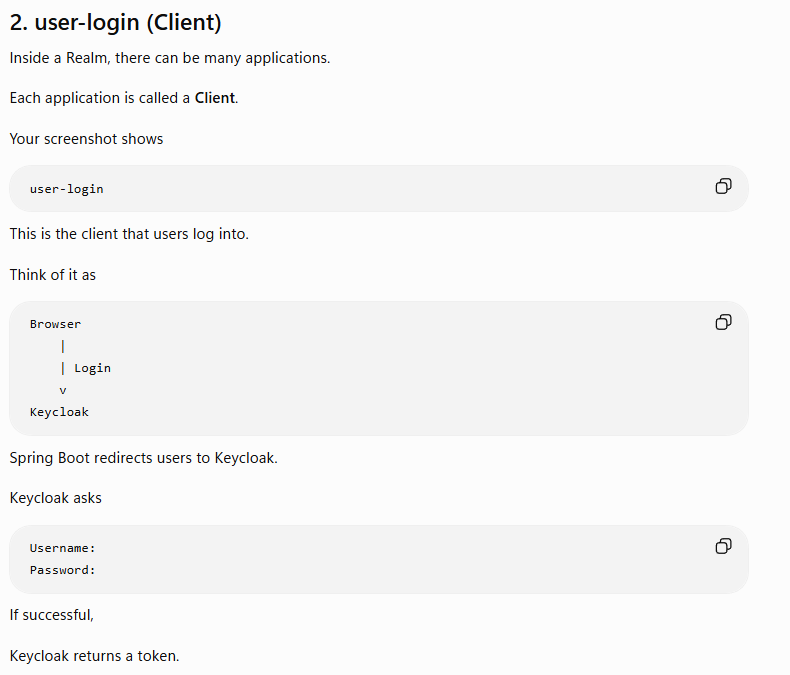 2. user-login (Client)
Inside a Realm, there can be many applications.
Each application is called a Client.
Your screenshot shows
user-login
This is the client that users log into.
Think of it as
Browser
|
| Login
v
Keycloak
Spring Boot redirects users to Keycloak.
Keycloak asks
Username:
Password:
If successful,
Keycloak returns a token.